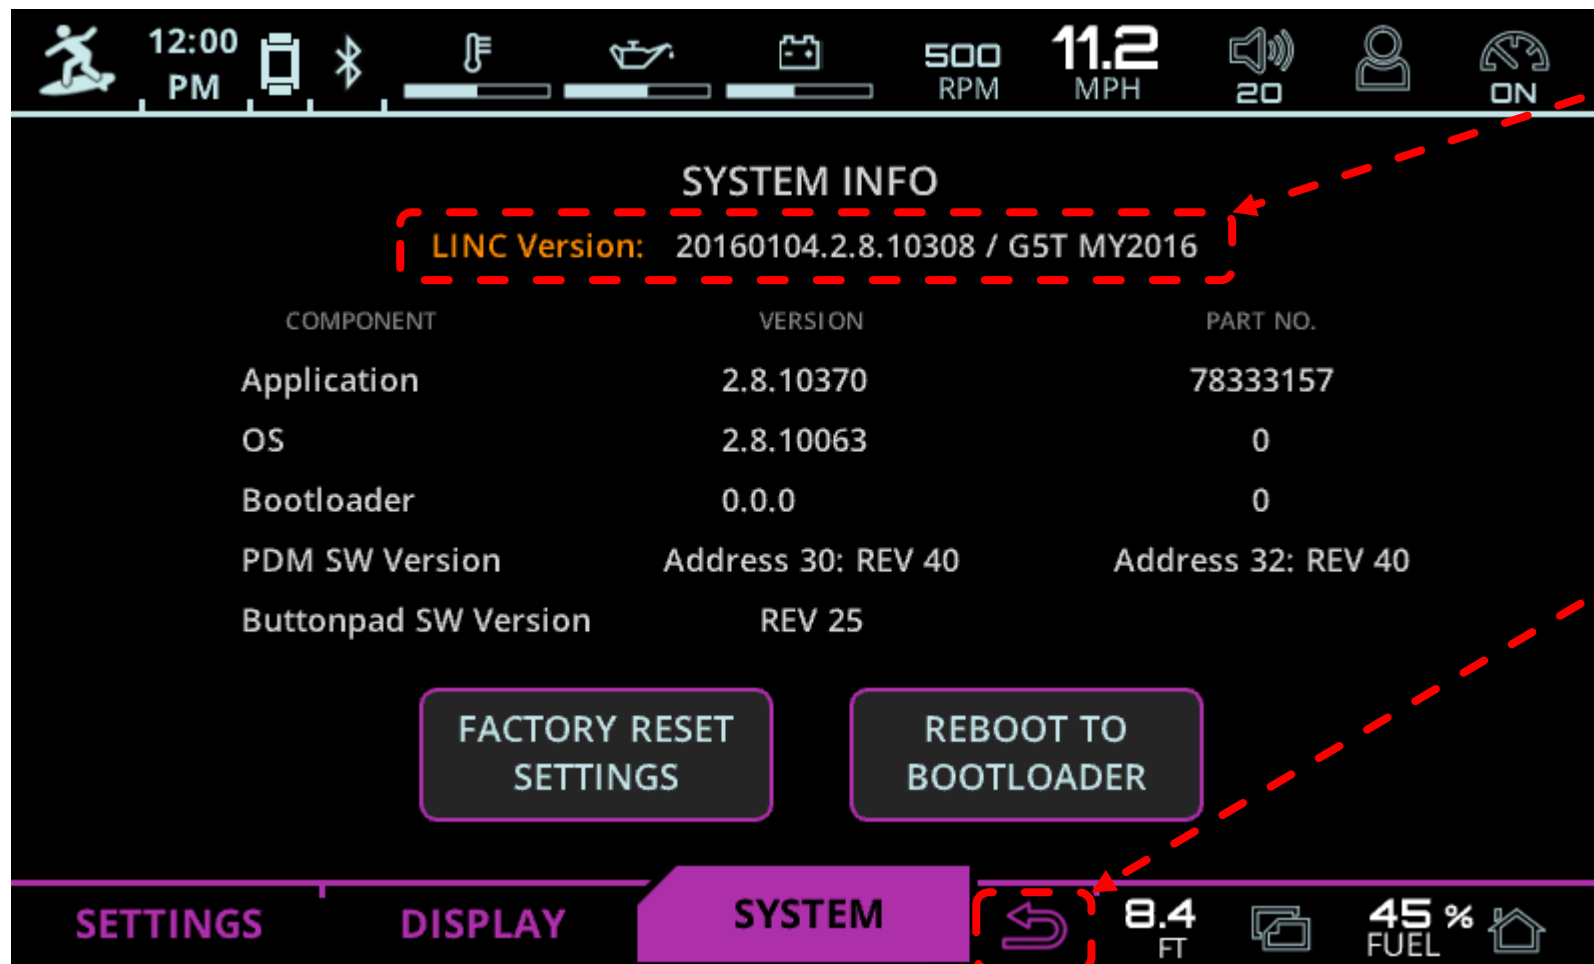 12:00
PM
500
RPM
11.2
MPH
20
ON
SYSTEM INFO
LINC Version: 20160104.2.8.10308 / G5T MY2016
COMPONENT VERSION PART NO.
Application 2.8.10370 78333157
OS 2.8.10063 0
Bootloader 0.0.0 0
PDM SW Version Address 30: REV 40 Address 32: REV 40
Buttonpad SW Version REV 25
FACTORY RESET
SETTINGS
REBOOT TO
BOOTLOADER
SETTINGS
DISPLAY
SYSTEM
8.4
FT
45 %
FUEL